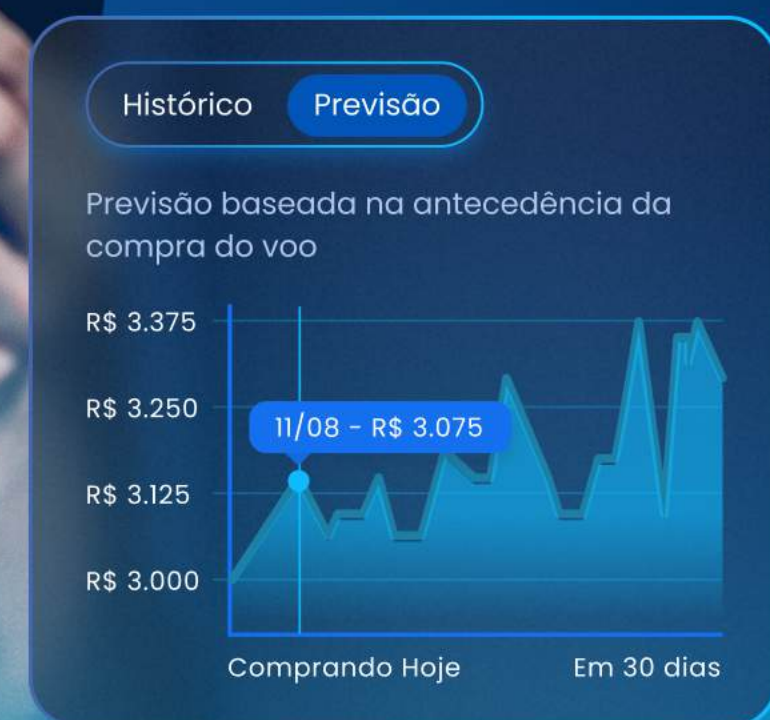 Histórico Previsão
Previsão baseada na antecedência da
compra do voo
R$ 3.375
R$ 3.250
11/08 - R$ 3.075
R$ 3.125
R$ 3.000
Comprando Hoje Em 30 dias